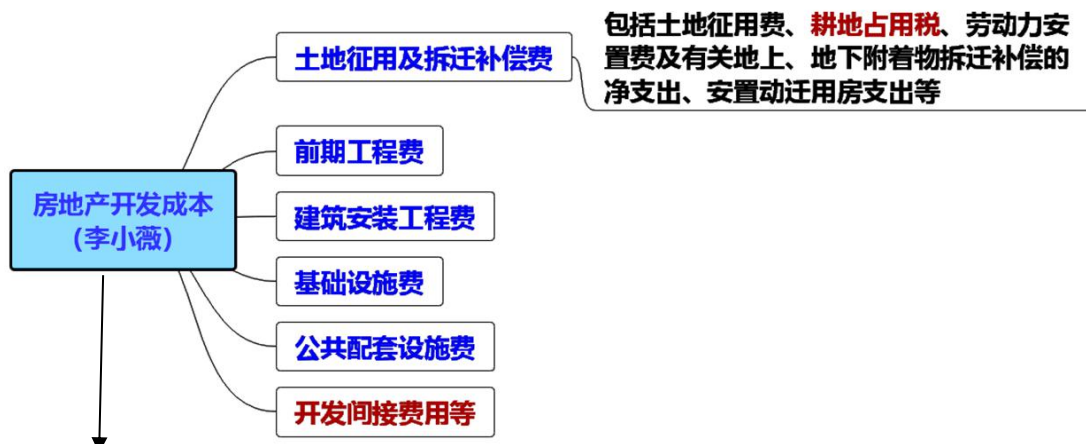 包括土地征用费、耕地占用税、劳动力安
置费及有关地上、地下附着物拆迁补偿的
净支出、安置动迁用房支出等
土地征用及拆迁补偿费
前期工程费
房地产开发成本
(李小薇)
建筑安装工程费
基础设施费
公共配套设施费
开发间接费用等